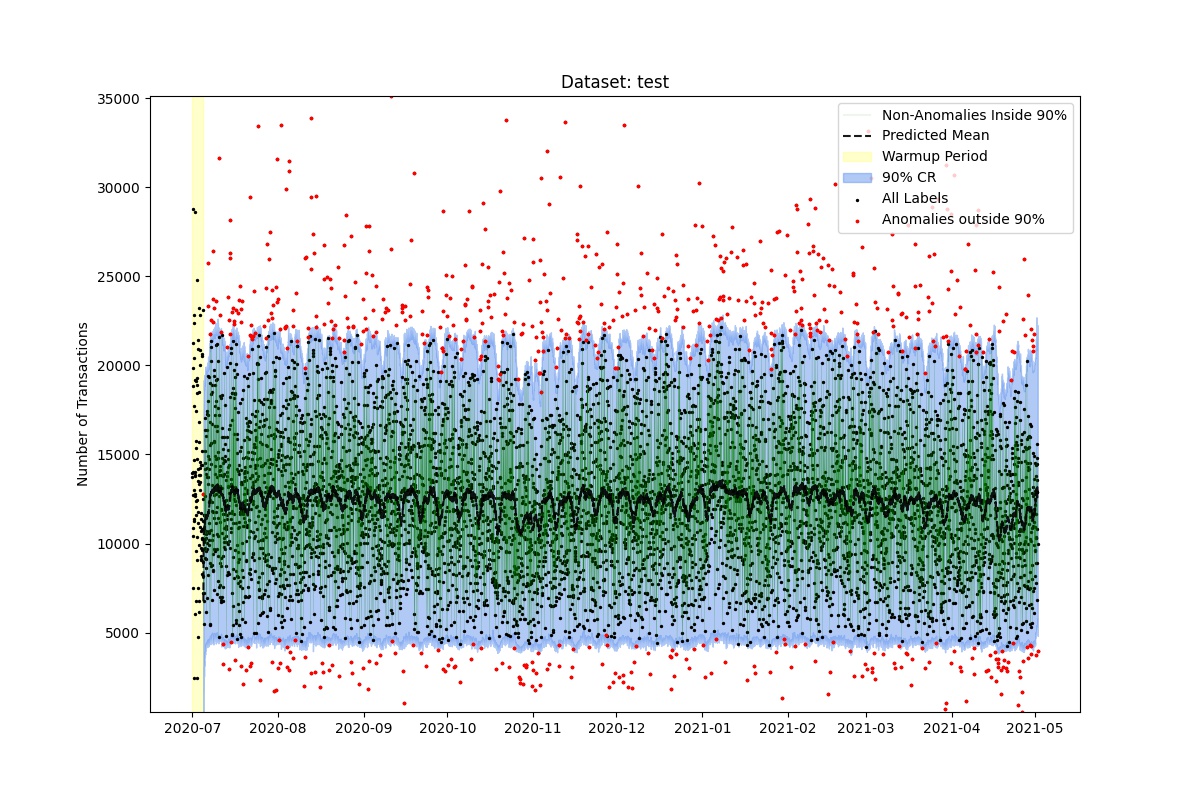 Dataset: test
Number of Transactions
35000
30000
25000
20000
15000
10000
5000
2020-07
2020-08
2020-09
2020-10
2020-11
2020-12
2021-01
2021-02
2021-03
2021-04
2021-05
Non-Anomalies Inside 90%
Predicted Mean
Warmup Period
90% CR
All Labels
Anomalies outside 90%